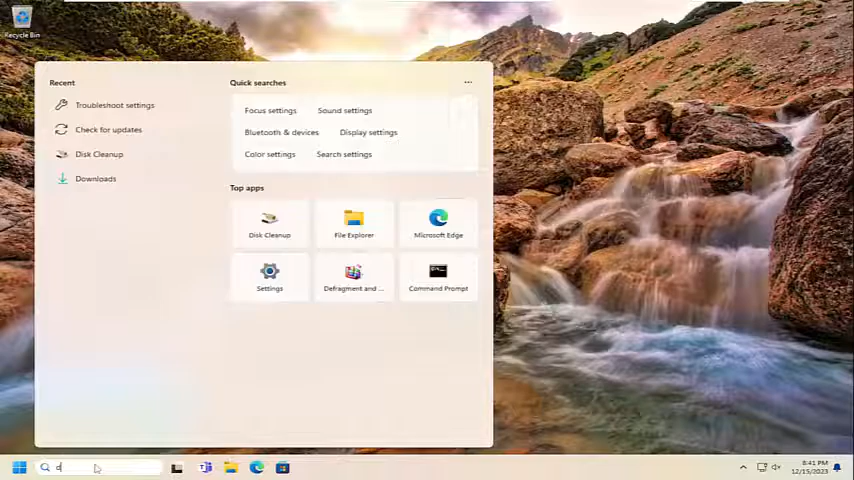 Recycle Bin
Recent
Troubleshoot settings
Check for updates
Disk Cleanup
Downloads
Quick searches
Focus settings Sound settings
Bluetooth & devices Display settings
Color settings Search settings
Top apps
Disk Cleanup File Explorer Microsoft Edge
Settings Defragment and ... Command Prompt
d
8:41 PM
12/15/2023